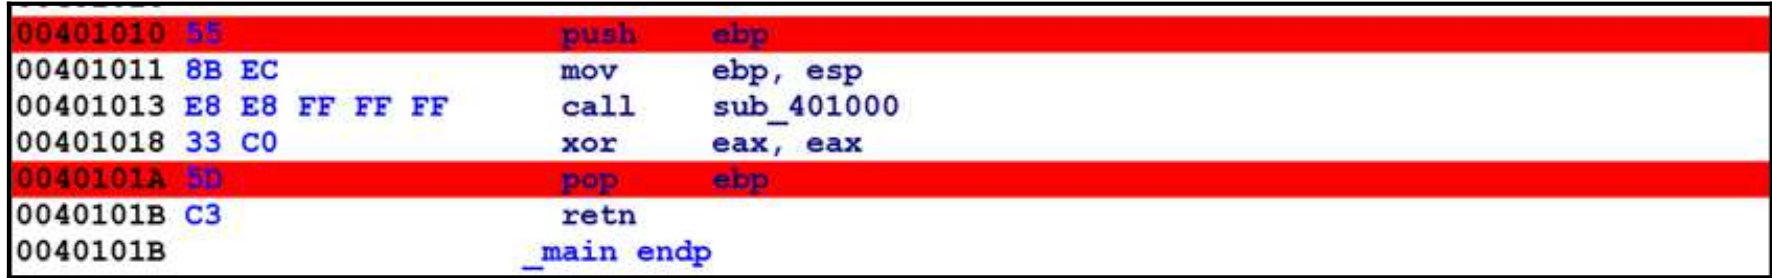 00401010 55 push ebp
00401011 8B EC mov ebp, esp
00401013 E8 E8 FF FF FF call sub_401000
00401018 33 C0 xor eax, eax
0040101A 5D pop ebp
0040101B C3 retn
0040101B _main endp